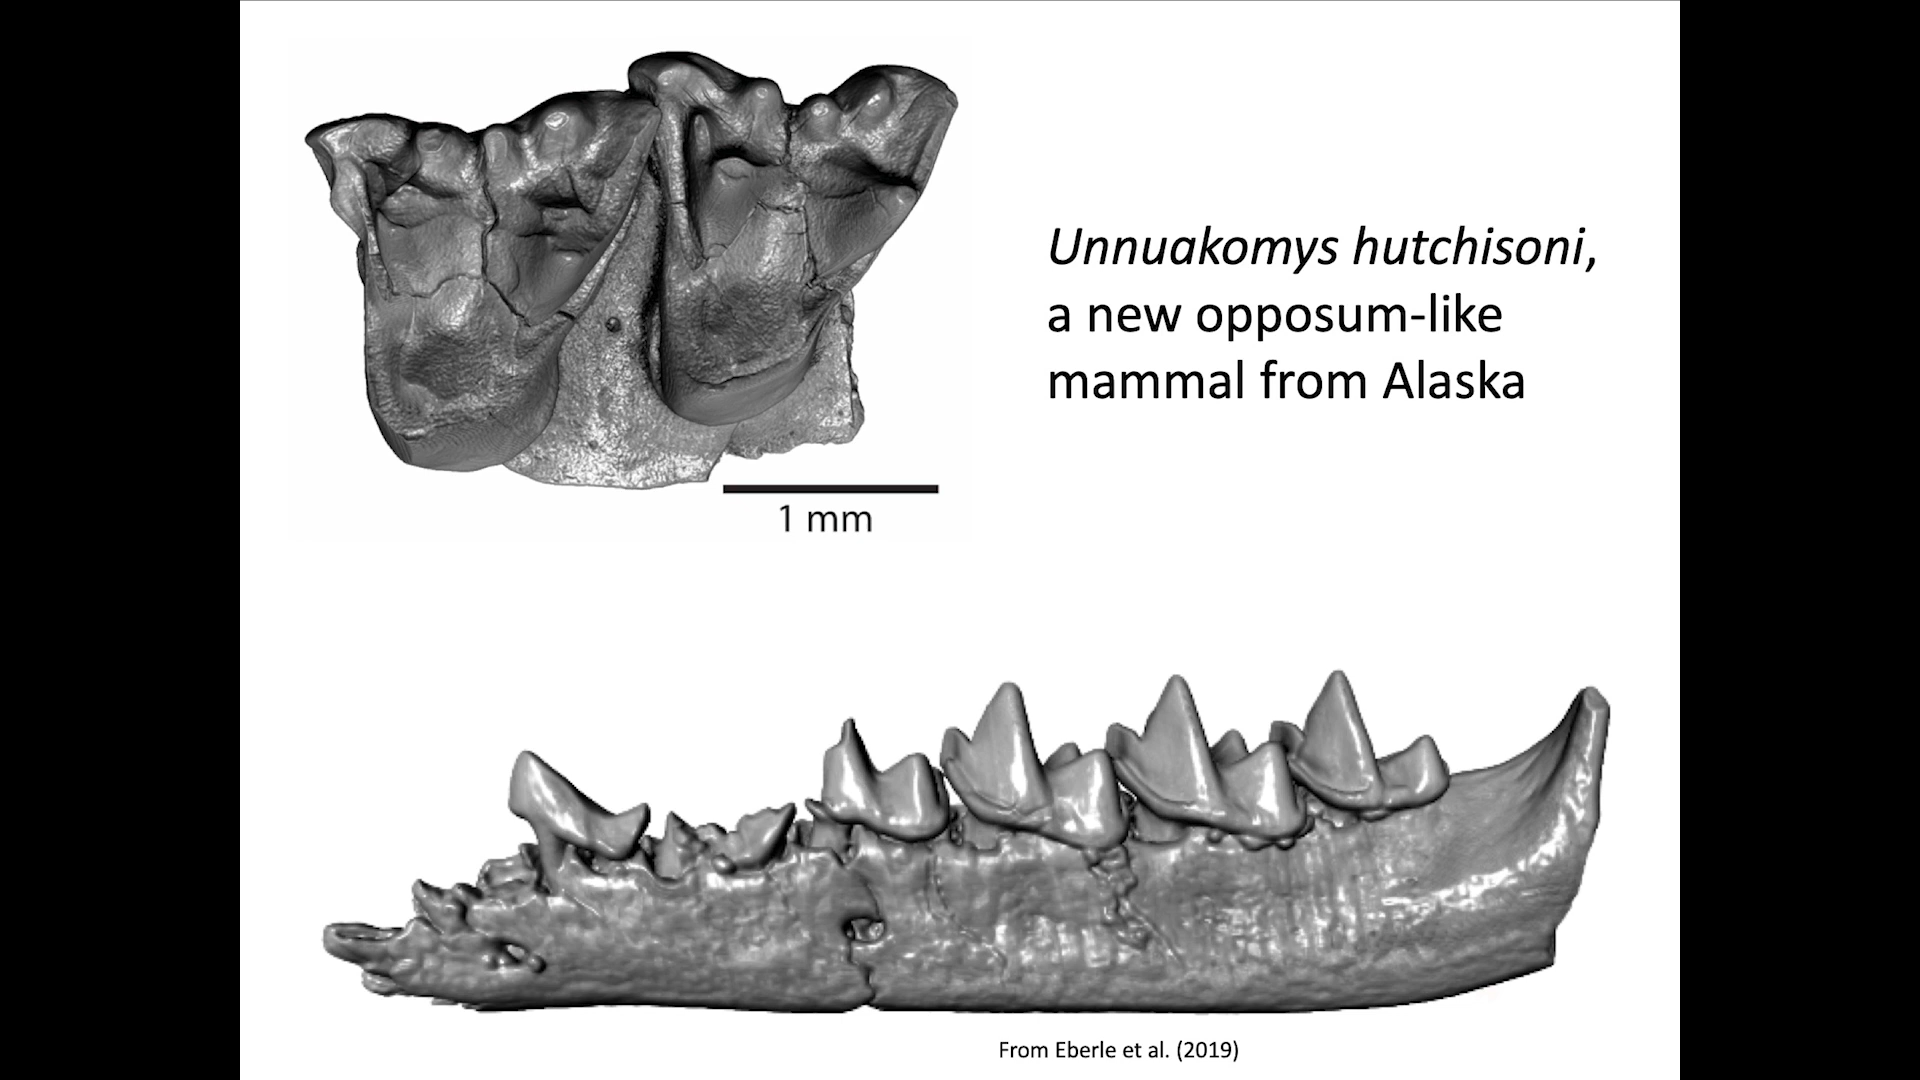 Unnuakomys hutchisoni,
a new opposum-like
mammal from Alaska
1 mm
From Eberle et al. (2019)